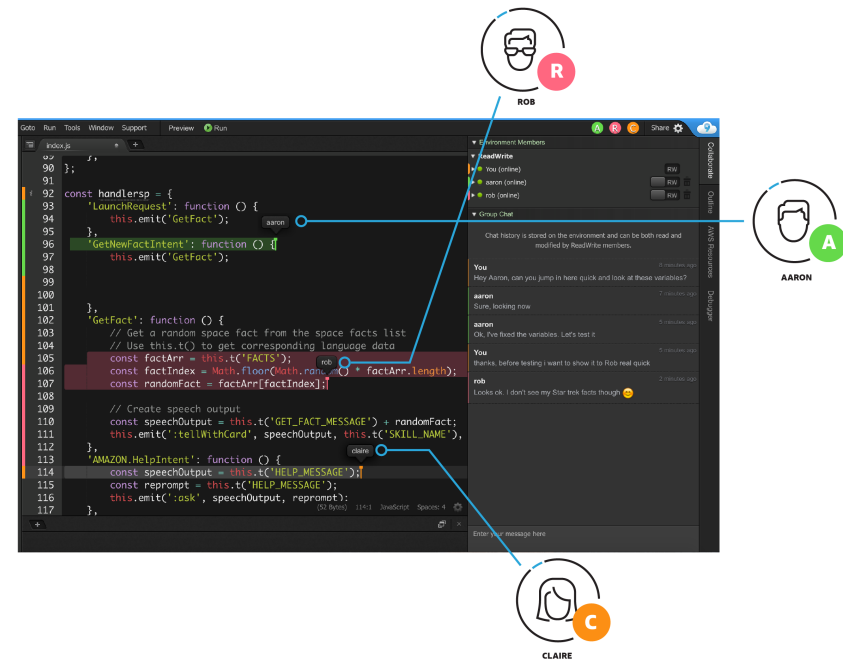 R
ROB
Goto Run Tools Window Support Preview Run
A R C Share
index.js
Environment Members
ReadWrite
You (online) RW
aaron (online) RW
rob (online) RW
Collaborate
Outline
AWS Resources
Debugger
89 },
90 };
91
92 const handlersp = {
93 'LaunchRequest': function () {
94 this.emit('GetFact');
aaron
95 },
96 'GetNewFactIntent': function () {
97 this.emit('GetFact');
98
99
100
101 },
102 'GetFact': function () {
103 // Get a random space fact from the space facts list
104 // Use this.t() to get corresponding language data
105 const factArr = this.t('FACTS');
rob
106 const factIndex = Math.floor(Math.random() * factArr.length);
107 const randomFact = factArr[factIndex];
108
109 // Create speech output
110 const speechOutput = this.t('GET_FACT_MESSAGE') + randomFact;
111 this.emit(':tellWithCard', speechOutput, this.t('SKILL_NAME'),
112 },
claire
113 'AMAZON.HelpIntent': function () {
114 const speechOutput = this.t('HELP_MESSAGE');
115 const reprompt = this.t('HELP_MESSAGE');
116 this.emit(':ask', speechOutput, reprompt);
117 },
(52 Bytes) 114:1 JavaScript Spaces: 4
Group Chat
Chat history is stored on the environment and can be both read and
modified by ReadWrite members.
You
Hey Aaron, can you jump in here quick and look at these variables?
aaron 7 minutes ago
Sure, looking now
aaron 5 minutes ago
Ok, I've fixed the variables. Let's test it
You 5 minutes ago
thanks, before testing i want to show it to Rob real quick
rob 2 minutes ago
Looks ok. I don't see my Star trek facts though 😊
Enter your message here
A
AARON
C
CLAIRE